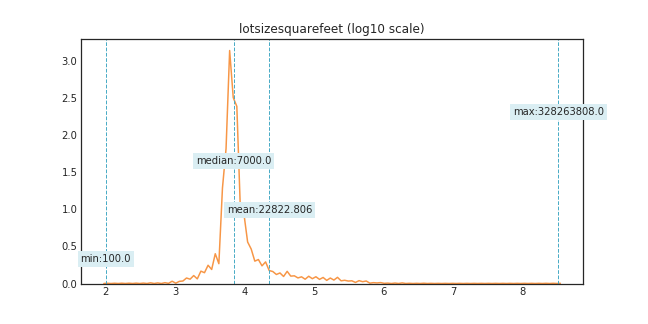 lotsizesquarefeet (log10 scale)
3.0
2.5
max:328263808.0
2.0
1.5
median:7000.0
1.0
mean:22822.806
0.5
min:100.0
0.0
2 3 4 5 6 7 8